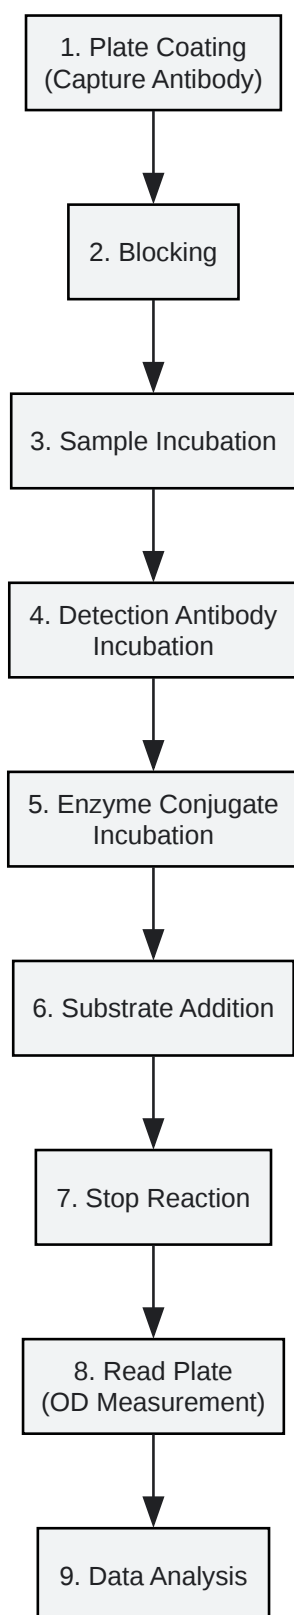 1. Plate Coating
(Capture Antibody)
2. Blocking
3. Sample Incubation
4. Detection Antibody
Incubation
5. Enzyme Conjugate
Incubation
6. Substrate Addition
7. Stop Reaction
8. Read Plate
(OD Measurement)
9. Data Analysis